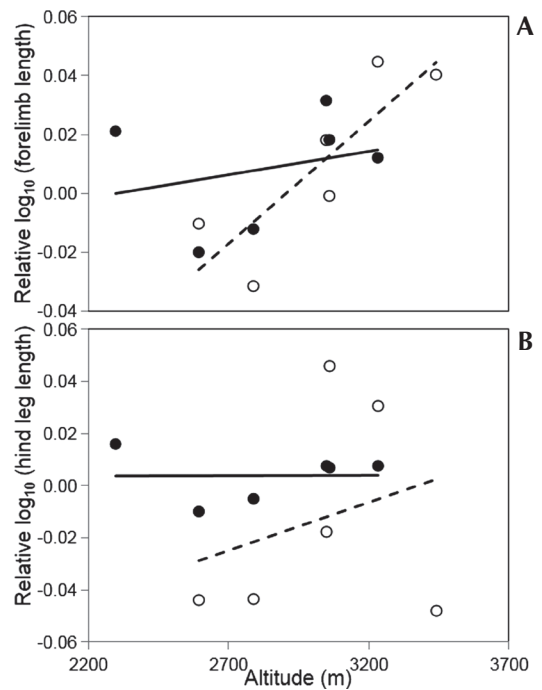 A
Relative log₁₀ (forelimb length)
0.06
0.04
0.02
0.00
-0.02
-0.04
B
Relative log₁₀ (hind leg length)
0.06
0.04
0.02
0.00
-0.02
-0.04
-0.06
2200 2700 3200 3700
Altitude (m)